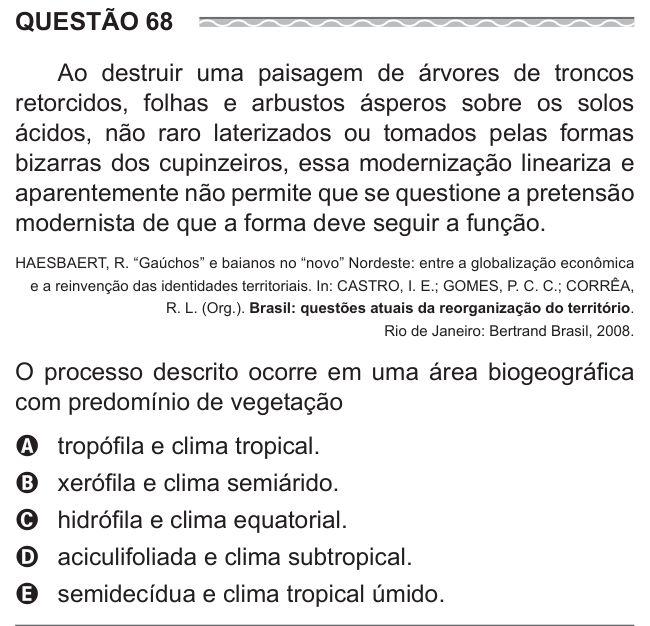 QUESTÃO 68
Ao destruir uma paisagem de árvores de troncos
retorcidos, folhas e arbustos ásperos sobre os solos
ácidos, não raro laterizados ou tomados pelas formas
bizarras dos cupinzeiros, essa modernização lineariza e
aparentemente não permite que se questione a pretensão
modernista de que a forma deve seguir a função.
HAESBAERT, R. “Gaúchos” e baianos no “novo” Nordeste: entre a globalização econômica
e a reinvenção das identidades territoriais. In: CASTRO, I. E.; GOMES, P. C. C.; CORRÊA,
R. L. (Org.). Brasil: questões atuais da reorganização do território.
Rio de Janeiro: Bertrand Brasil, 2008.
O processo descrito ocorre em uma área biogeográfica
com predomínio de vegetação
A tropófila e clima tropical.
B xerófila e clima semiárido.
C hidrófila e clima equatorial.
D aciculifoliada e clima subtropical.
E semidecídua e clima tropical úmido.